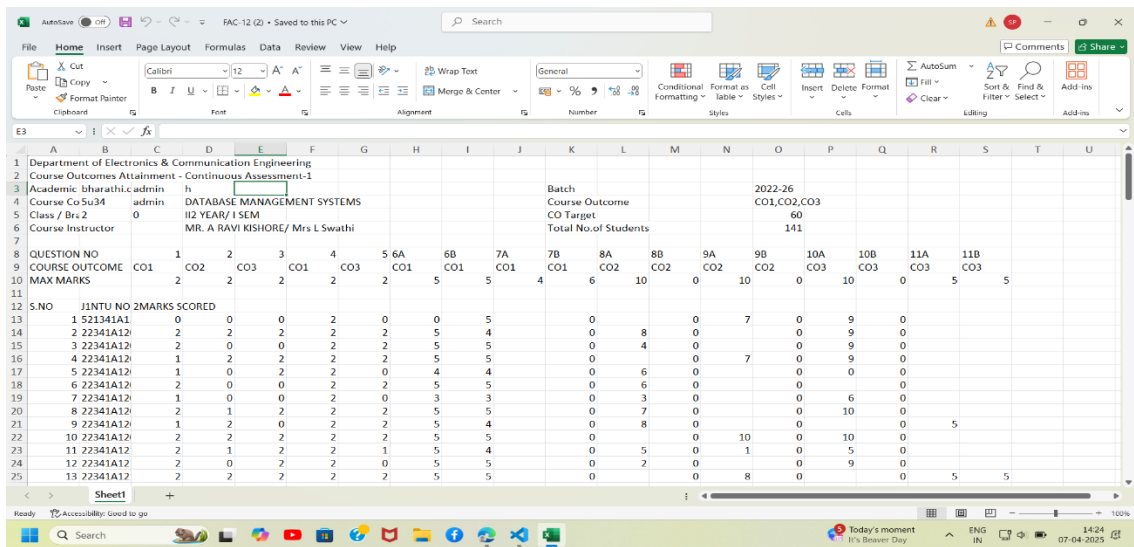 AutoSave Off FAC-12 (2) • Saved to this PC Search SP
File Home Insert Page Layout Formulas Data Review View Help Comments Share
Paste Cut Copy Format Painter Calibri 12 Wrap Text Merge & Center General Conditional Formatting Format as Table Cell Styles Insert Delete Format AutoSum Fill Clear Sort & Filter Find & Select Add-ins
Clipboard Font Alignment Number Styles Cells Editing Add-ins
E3 fx
A B C D E F G H I J K L M N O P Q R S T U
1 Department of Electronics & Communication Engineering
2 Course Outcomes Attainment - Continuous Assessment-1
3 Academic bharathi.c admin h Batch 2022-26
4 Course Co 5u34 admin DATABASE MANAGEMENT SYSTEMS Course Outcome CO1,CO2,CO3
5 Class / Bra 2 0 II2 YEAR/ I SEM CO Target 60
6 Course Instructor MR. A RAVI KISHORE/ Mrs L Swathi Total No.of Students 141
7
8 QUESTION NO 1 2 3 4 5 6A 6B 7A 7B 8A 8B 9A 9B 10A 10B 11A 11B
9 COURSE OUTCOME CO1 CO2 CO3 CO1 CO3 CO1 CO1 CO1 CO1 CO2 CO2 CO2 CO2 CO3 CO3 CO3 CO3
10 MAX MARKS 2 2 2 2 2 5 5 4 6 10 0 10 0 10 0 5 5
11
12 S.NO J1NTU NO 2MARKS SCORED
13 1 521341A1 0 0 0 2 0 0 5 0 0 7 0 9 0
14 2 22341A12 2 2 2 2 2 5 4 0 8 0 0 9 0
15 3 22341A12 2 0 0 2 2 5 5 0 4 0 0 9 0
16 4 22341A12 1 2 2 2 2 5 5 0 0 7 0 9 0
17 5 22341A12 1 0 2 2 0 4 4 0 6 0 0 0 0
18 6 22341A12 2 0 0 2 2 5 5 0 6 0 0 0
19 7 22341A12 1 0 0 2 0 3 3 0 3 0 0 6 0
20 8 22341A12 2 1 2 2 2 5 5 0 7 0 0 10 0
21 9 22341A12 1 2 0 2 2 5 4 0 8 0 0 0 5
22 10 22341A12 2 2 2 2 2 5 5 0 0 10 0 10 0
23 11 22341A12 2 1 2 2 1 5 4 0 5 0 1 0 5 0
24 12 22341A12 2 0 2 2 0 5 5 0 2 0 0 9 0
25 13 22341A12 2 2 2 2 2 5 5 0 0 8 0 0 5 5
Sheet1
Ready Accessibility: Good to go 100%
Search 5 Today's moment It's Beaver Day ENG IN 14:24 07-04-2025